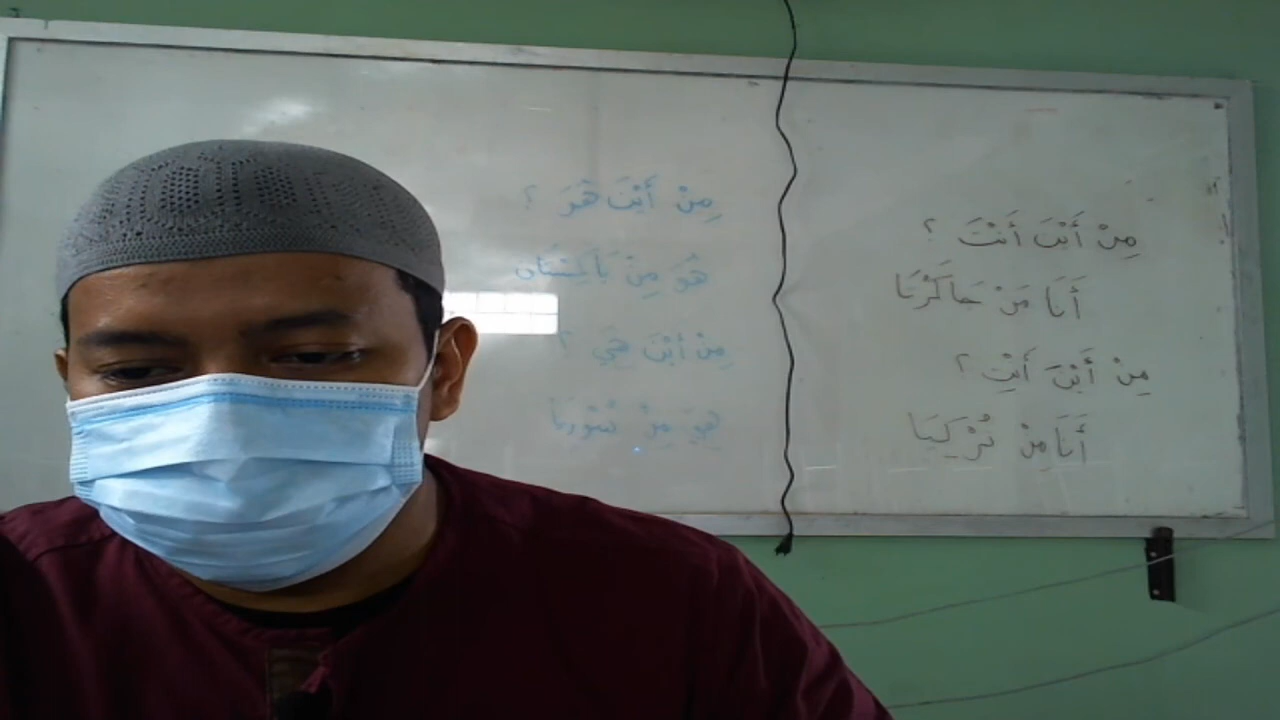 مِنْ أَيْنَ أَنْتَ ؟
أَنَا مِنْ جَاكَرْتَا
مِنْ أَيْنَ أَنْتِ ؟
أَنَا مِنْ تُرْكِيَا
مِنْ أَيْنَ هُوَ ؟
هُوَ مِنْ بَاكِسْتَان
مِنْ أَيْنَ هِيَ ؟
هِيَ مِنْ سُوْرِيَا